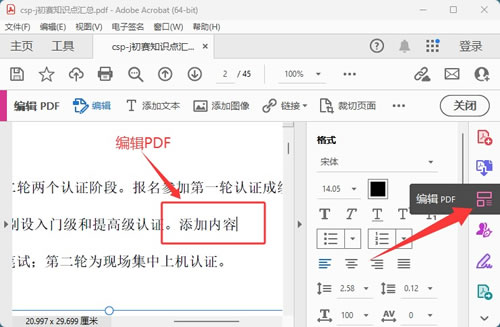 csp-j初赛知识点汇总.pdf - Adobe Acrobat (64-bit)
文件(F) 编辑(E) 视图(V) 电子签名 窗口(W) 帮助(H)
主页 工具 csp-j初赛知识点汇总... × 登录
2 / 45 100%
编辑 PDF 编辑 添加文本 添加图像 链接 裁切页面 关闭
编辑PDF
二轮两个认证阶段。报名参加第一轮认证成绩
别设入门级和提高级认证。添加内容
笔试；第二轮为现场集中上机认证。
20.997 x 29.699 厘米
格式
宋体
14.05
编辑 PDF
2.58 0.12
100 0